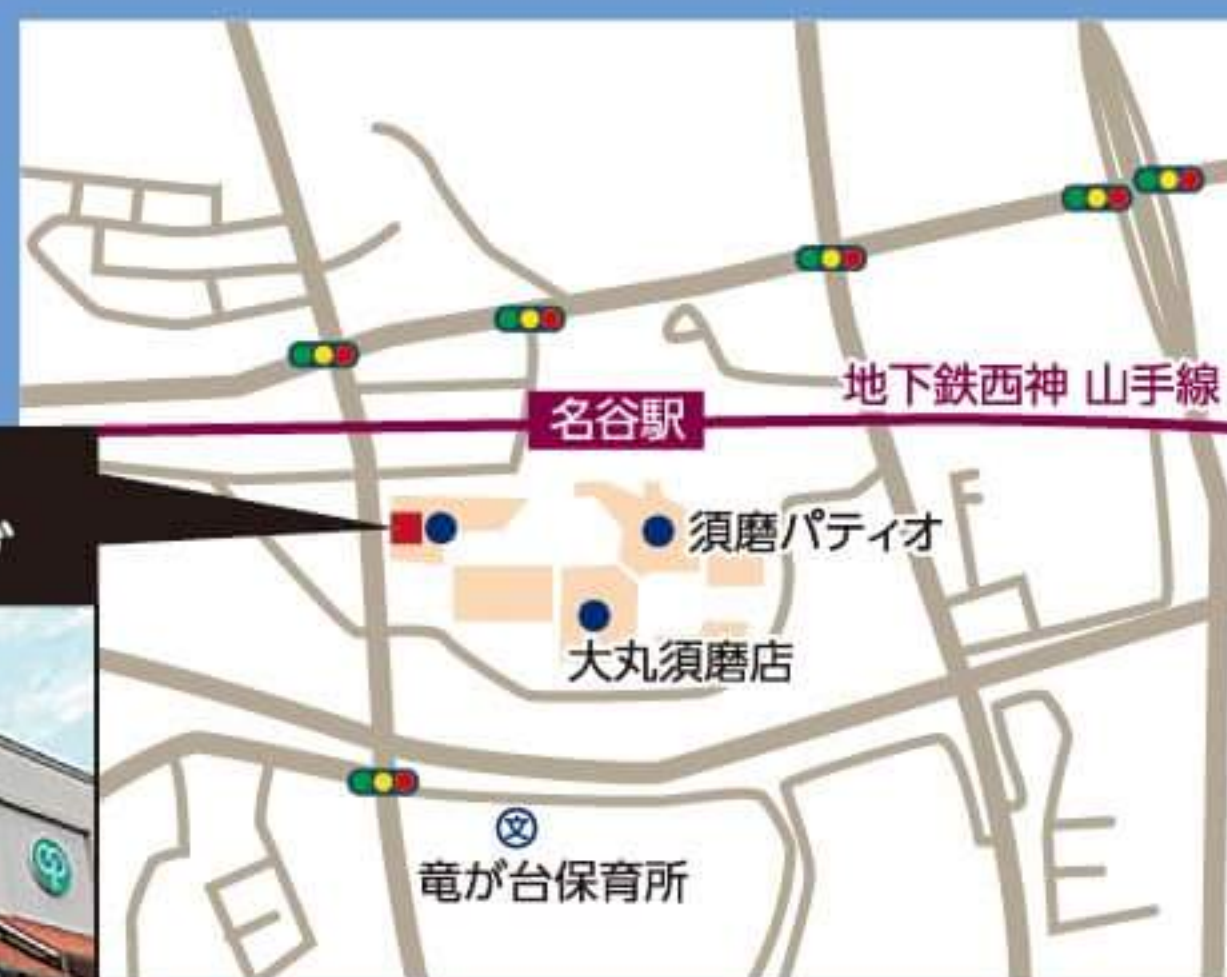 地下鉄西神 山手線
名谷駅
須磨パティオ
大丸須磨店
文
竜が台保育所